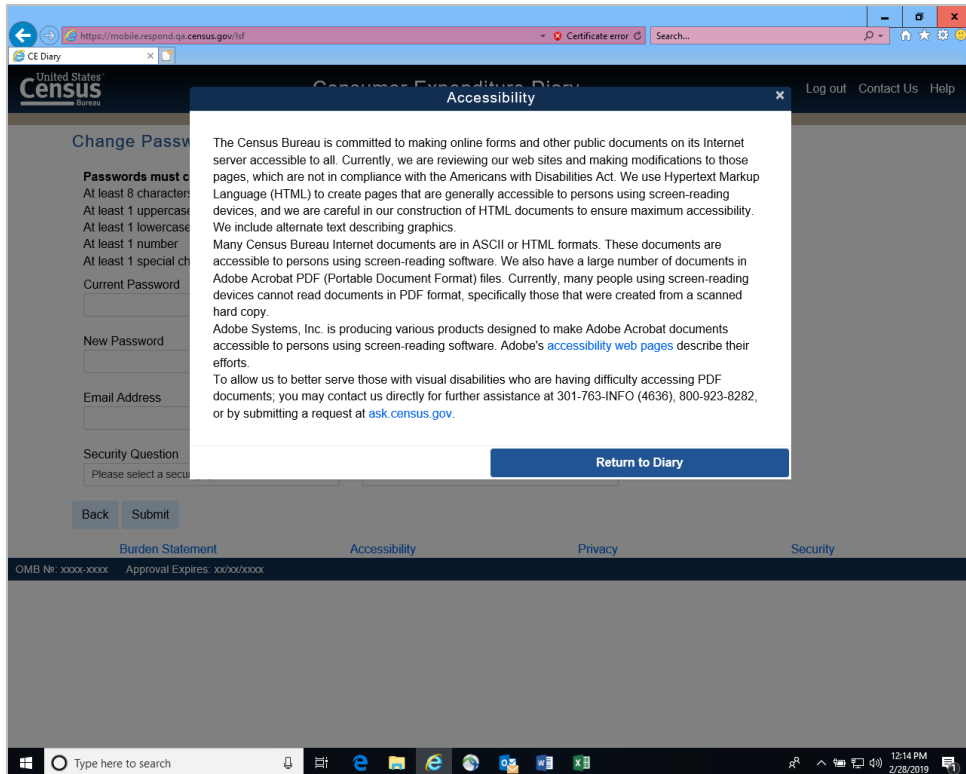 https://mobile.respond.qa.census.gov/lsf
Certificate error
Search...
CE Diary
United States
Census
Bureau
Consumer Expenditure Diary
Log out Contact Us Help
Accessibility
×
Change Passw
Passwords must c
At least 8 characters
At least 1 uppercase
At least 1 lowercase
At least 1 number
At least 1 special ch
Current Password
New Password
Email Address
Security Question
Please select a secu
The Census Bureau is committed to making online forms and other public documents on its Internet
server accessible to all. Currently, we are reviewing our web sites and making modifications to those
pages, which are not in compliance with the Americans with Disabilities Act. We use Hypertext Markup
Language (HTML) to create pages that are generally accessible to persons using screen-reading
devices, and we are careful in our construction of HTML documents to ensure maximum accessibility.
We include alternate text describing graphics.
Many Census Bureau Internet documents are in ASCII or HTML formats. These documents are
accessible to persons using screen-reading software. We also have a large number of documents in
Adobe Acrobat PDF (Portable Document Format) files. Currently, many people using screen-reading
devices cannot read documents in PDF format, specifically those that were created from a scanned
hard copy.
Adobe Systems, Inc. is producing various products designed to make Adobe Acrobat documents
accessible to persons using screen-reading software. Adobe's accessibility web pages describe their
efforts.
To allow us to better serve those with visual disabilities who are having difficulty accessing PDF
documents; you may contact us directly for further assistance at 301-763-INFO (4636), 800-923-8282,
or by submitting a request at ask.census.gov.
Return to Diary
Back Submit
Burden Statement Accessibility Privacy Security
OMB №: xxxx-xxxx Approval Expires: xx/xx/xxxx
Type here to search
12:14 PM
2/28/2019